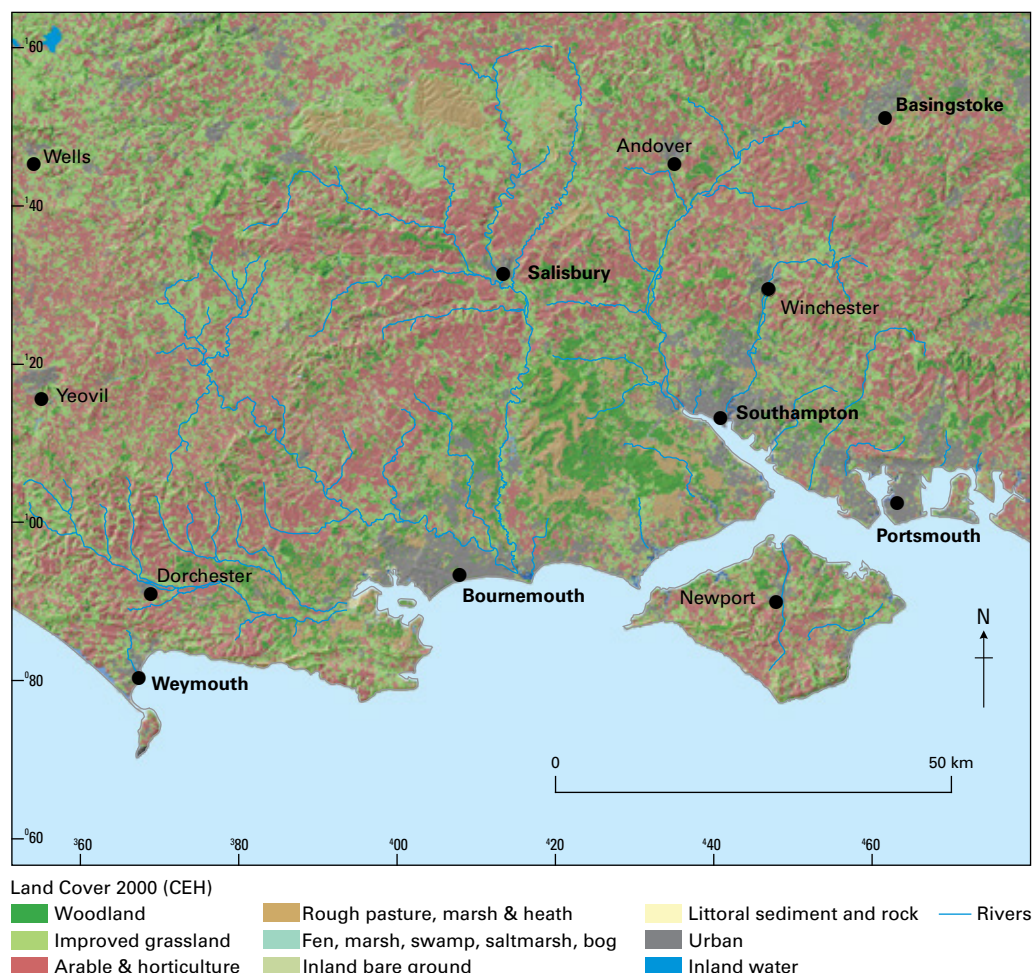 ¹60
Basingstoke
Andover
Wells
¹40
Salisbury
Winchester
¹20
Yeovil
Southampton
¹00
Portsmouth
Dorchester
Newport
Bournemouth
N
⁰80
Weymouth
0 50 km
⁰60
³60 ³80 ⁴00 ⁴20 ⁴40 ⁴60
Land Cover 2000 (CEH)
Woodland Rough pasture, marsh & heath Littoral sediment and rock Rivers
Improved grassland Fen, marsh, swamp, saltmarsh, bog Urban
Arable & horticulture Inland bare ground Inland water